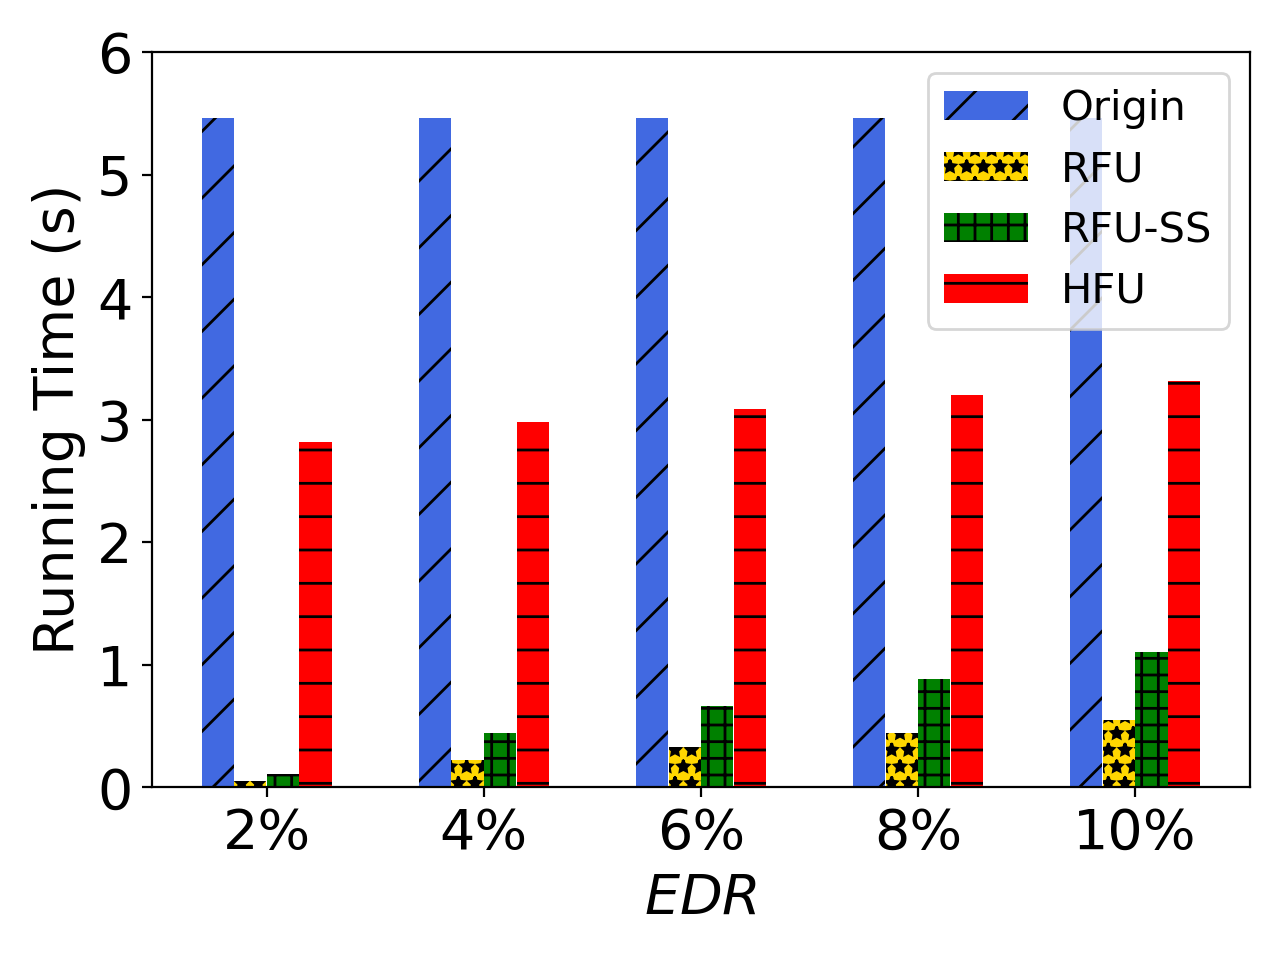 Running Time (s)
6
5
4
3
2
1
0
Origin
RFU
RFU-SS
HFU
2% 4% 6% 8% 10%
EDR